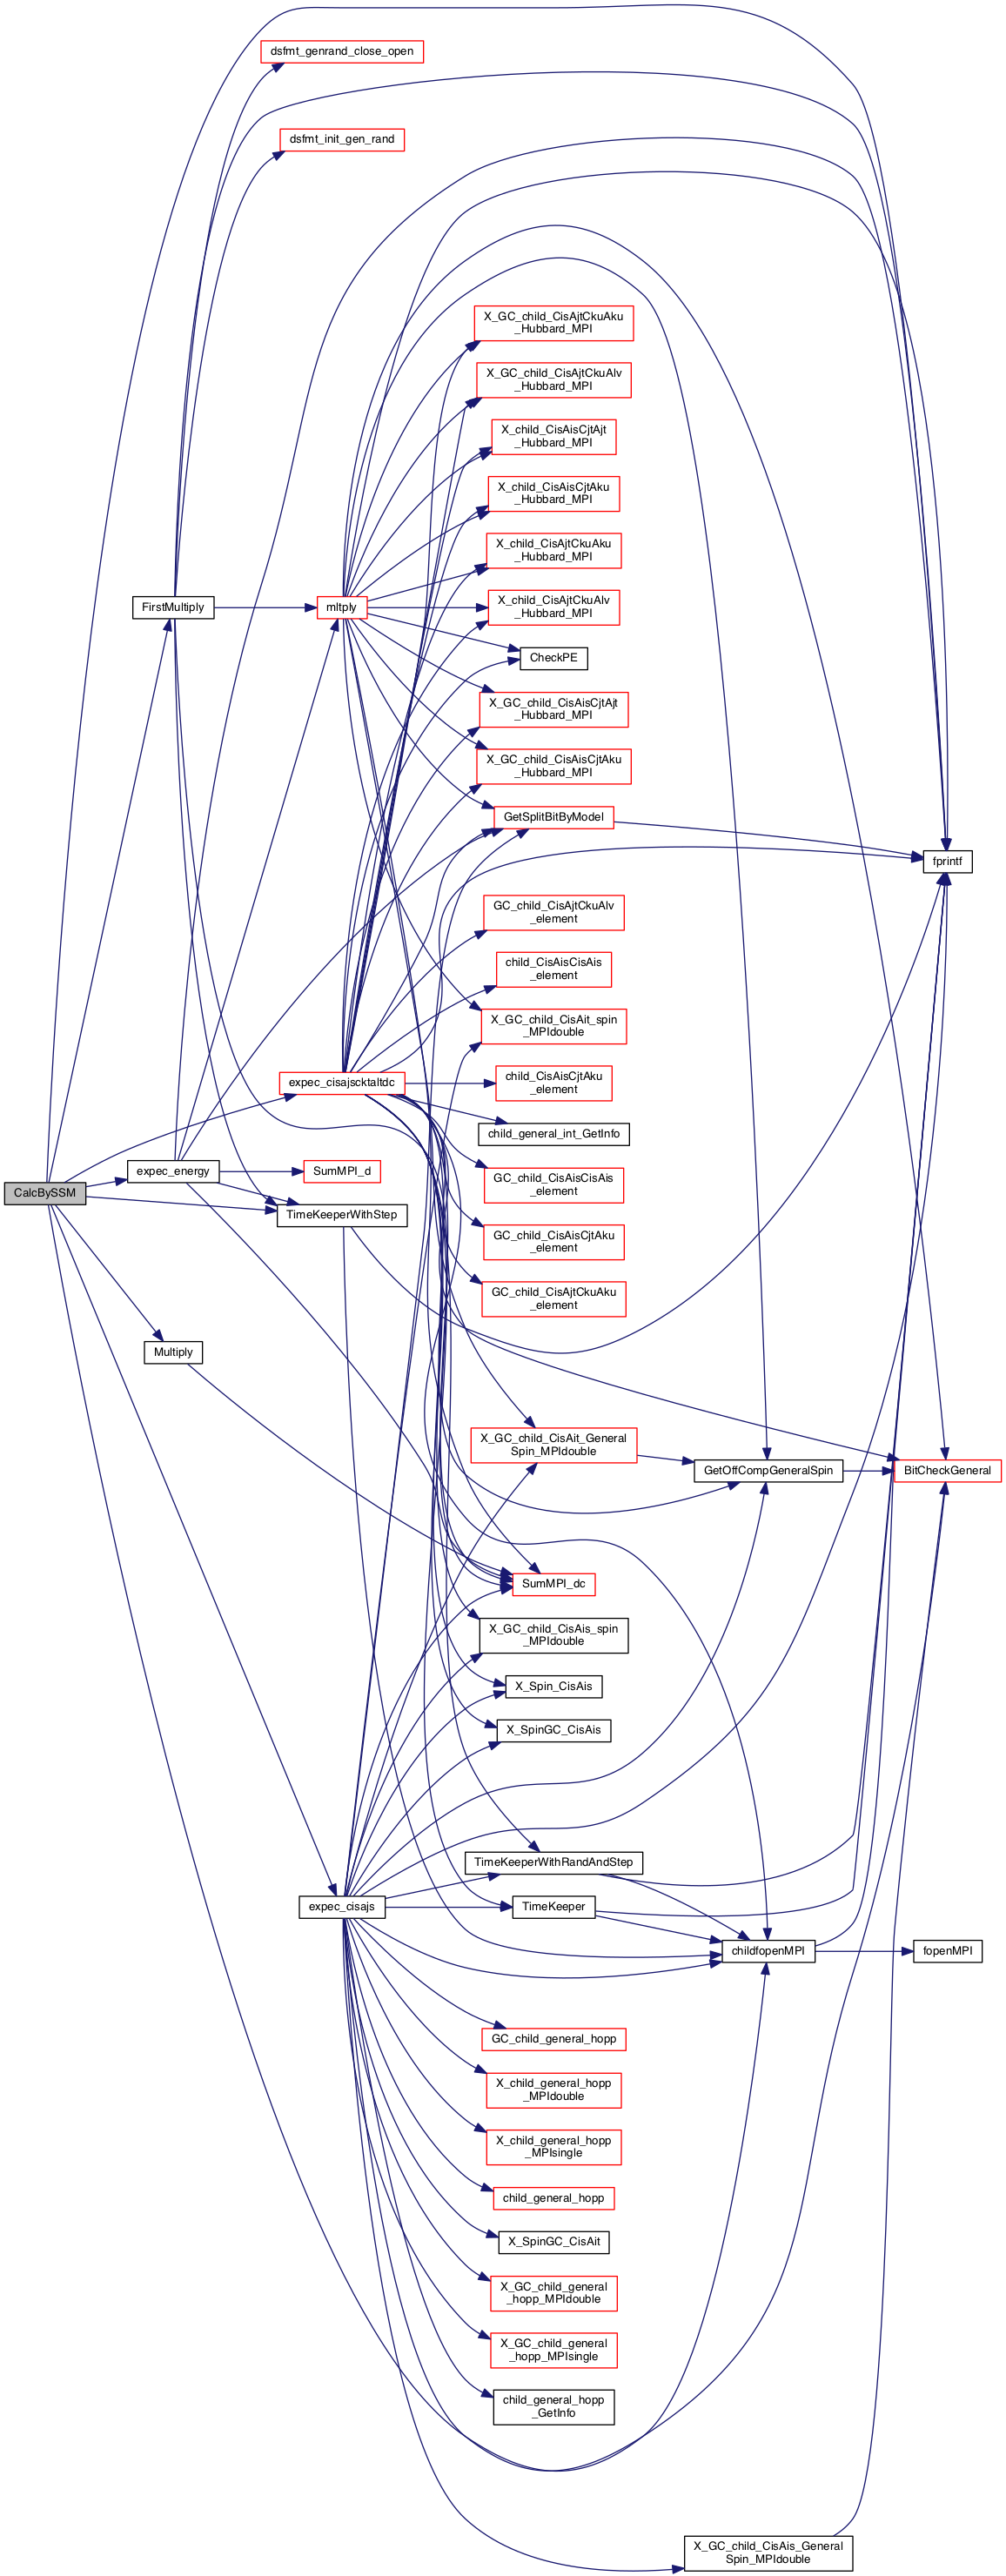 dsfmt_genrand_close_open
dsfmt_init_gen_rand
X_GC_child_CisAjtCkuAku
_Hubbard_MPI
X_GC_child_CisAjtCkuAlv
_Hubbard_MPI
X_child_CisAisCjtAjt
_Hubbard_MPI
X_child_CisAisCjtAku
_Hubbard_MPI
X_child_CisAjtCkuAku
_Hubbard_MPI
FirstMultiply
mltply
X_child_CisAjtCkuAlv
_Hubbard_MPI
CheckPE
X_GC_child_CisAisCjtAjt
_Hubbard_MPI
X_GC_child_CisAisCjtAku
_Hubbard_MPI
GetSplitBitByModel
fprintf
GC_child_CisAjtCkuAlv
_element
child_CisAisCisAis
_element
X_GC_child_CisAit_spin
_MPIdouble
expec_cisajscktaltdc
child_CisAisCjtAku
_element
child_general_int_GetInfo
expec_energy
SumMPI_d
GC_child_CisAisCisAis
_element
CalcBySSM
TimeKeeperWithStep
GC_child_CisAisCjtAku
_element
GC_child_CisAjtCkuAku
_element
Multiply
X_GC_child_CisAit_General
Spin_MPIdouble
GetOffCompGeneralSpin
BitCheckGeneral
SumMPI_dc
X_GC_child_CisAis_spin
_MPIdouble
X_Spin_CisAis
X_SpinGC_CisAis
TimeKeeperWithRandAndStep
expec_cisajs
TimeKeeper
childfopenMPI
fopenMPI
GC_child_general_hopp
X_child_general_hopp
_MPIdouble
X_child_general_hopp
_MPIsingle
child_general_hopp
X_SpinGC_CisAit
X_GC_child_general
_hopp_MPIdouble
X_GC_child_general
_hopp_MPIsingle
child_general_hopp
_GetInfo
X_GC_child_CisAis_General
Spin_MPIdouble